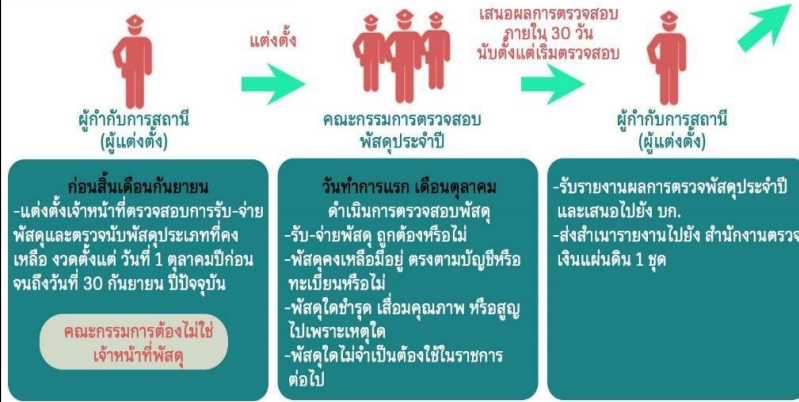 แต่งตั้ง
เสนอผลการตรวจสอบ
ภายใน 30 วัน
นับตั้งแต่เริ่มตรวจสอบ
ผู้กำกับการสถานี
(ผู้แต่งตั้ง)
คณะกรรมการตรวจสอบ
พัสดุประจำปี
ผู้กำกับการสถานี
(ผู้แต่งตั้ง)
ก่อนสิ้นเดือนกันยายน
-แต่งตั้งเจ้าหน้าที่ตรวจสอบการรับ-จ่าย
พัสดุและตรวจนับพัสดุประเภทที่คง
เหลือ งวดตั้งแต่ วันที่ 1 ตุลาคมปีก่อน
จนถึงวันที่ 30 กันยายน ปีปัจจุบัน
คณะกรรมการต้องไม่ใช่
เจ้าหน้าที่พัสดุ
วันทำการแรก เดือนตุลาคม
ดำเนินการตรวจสอบพัสดุ
-รับ-จ่ายพัสดุ ถูกต้องหรือไม่
-พัสดุคงเหลือมีอยู่ ตรงตามบัญชีหรือ
ทะเบียนหรือไม่
-พัสดุใดชำรุด เสื่อมคุณภาพ หรือสูญ
ไปเพราะเหตุใด
-พัสดุใดไม่จำเป็นต้องใช้ในราชการ
ต่อไป
-รับรายงานผลการตรวจพัสดุประจำปี
และเสนอไปยัง บก.
-ส่งสำเนารายงานไปยัง สำนักงานตรวจ
เงินแผ่นดิน 1 ชุด